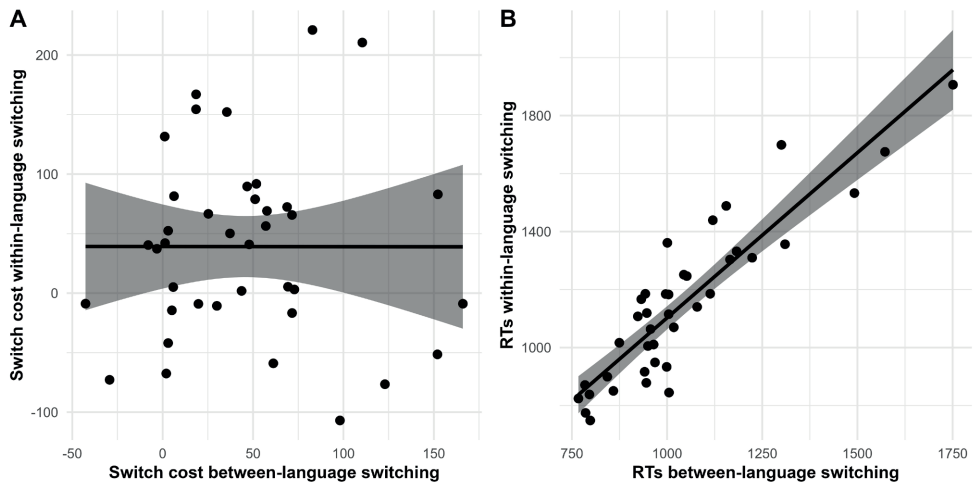 A
B
Switch cost within-language switching
200
100
0
-100
-50
0
50
100
150
Switch cost between-language switching
RTs within-language switching
1800
1400
1000
750
1000
1250
1500
1750
RTs between-language switching